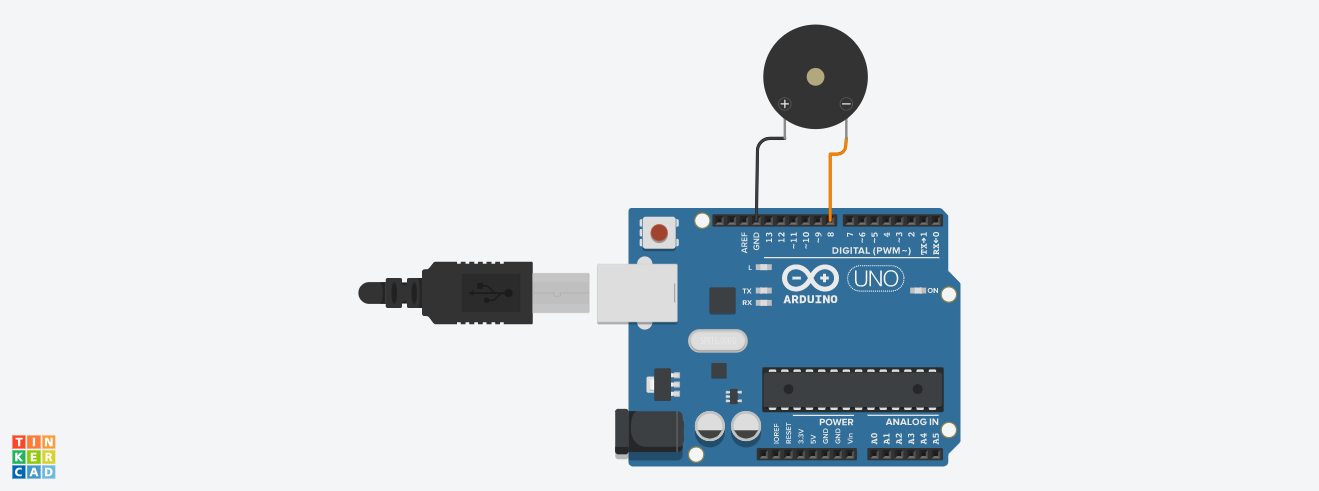 + −
AREF
GND
13
12
~11
~10
~9
8
7
~6
~5
4
~3
2
TX→1
RX←0
DIGITAL (PWM~)
L
TX
RX
UNO
ON
ARDUINO
POWER
ANALOG IN
IOREF
RESET
3.3V
5V
GND
GND
Vin
A0
A1
A2
A3
A4
A5
TIN
KER
CAD